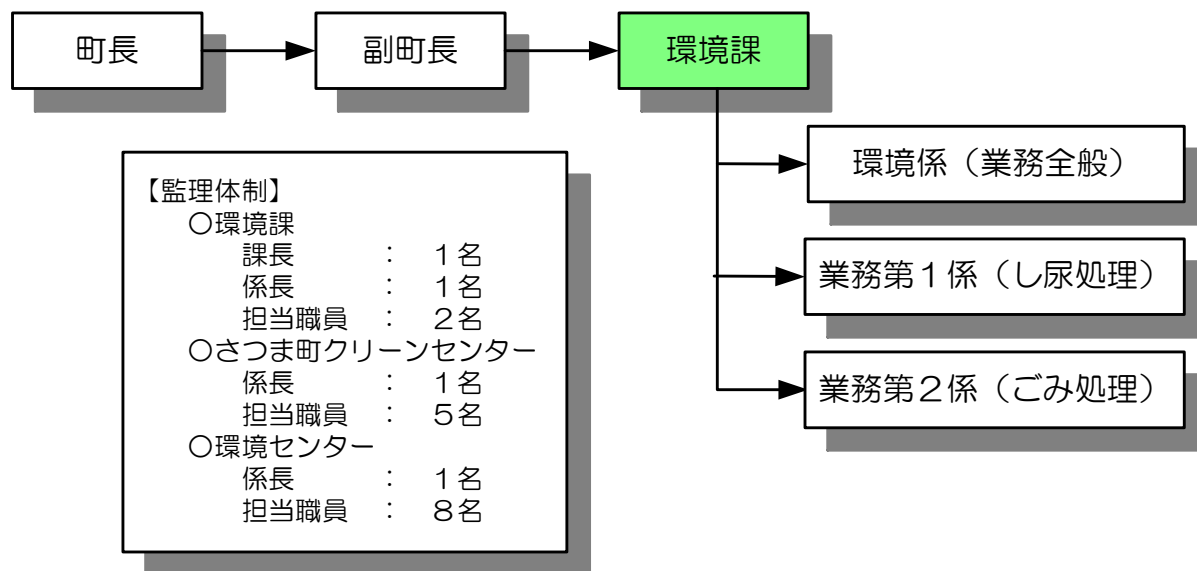 町長
副町長
環境課
環境係（業務全般）
業務第１係（し尿処理）
業務第２係（ごみ処理）
【監理体制】
○環境課
課長　　　：　１名
係長　　　：　１名
担当職員　：　２名
○さつま町クリーンセンター
係長　　　：　１名
担当職員　：　５名
○環境センター
係長　　　：　１名
担当職員　：　８名